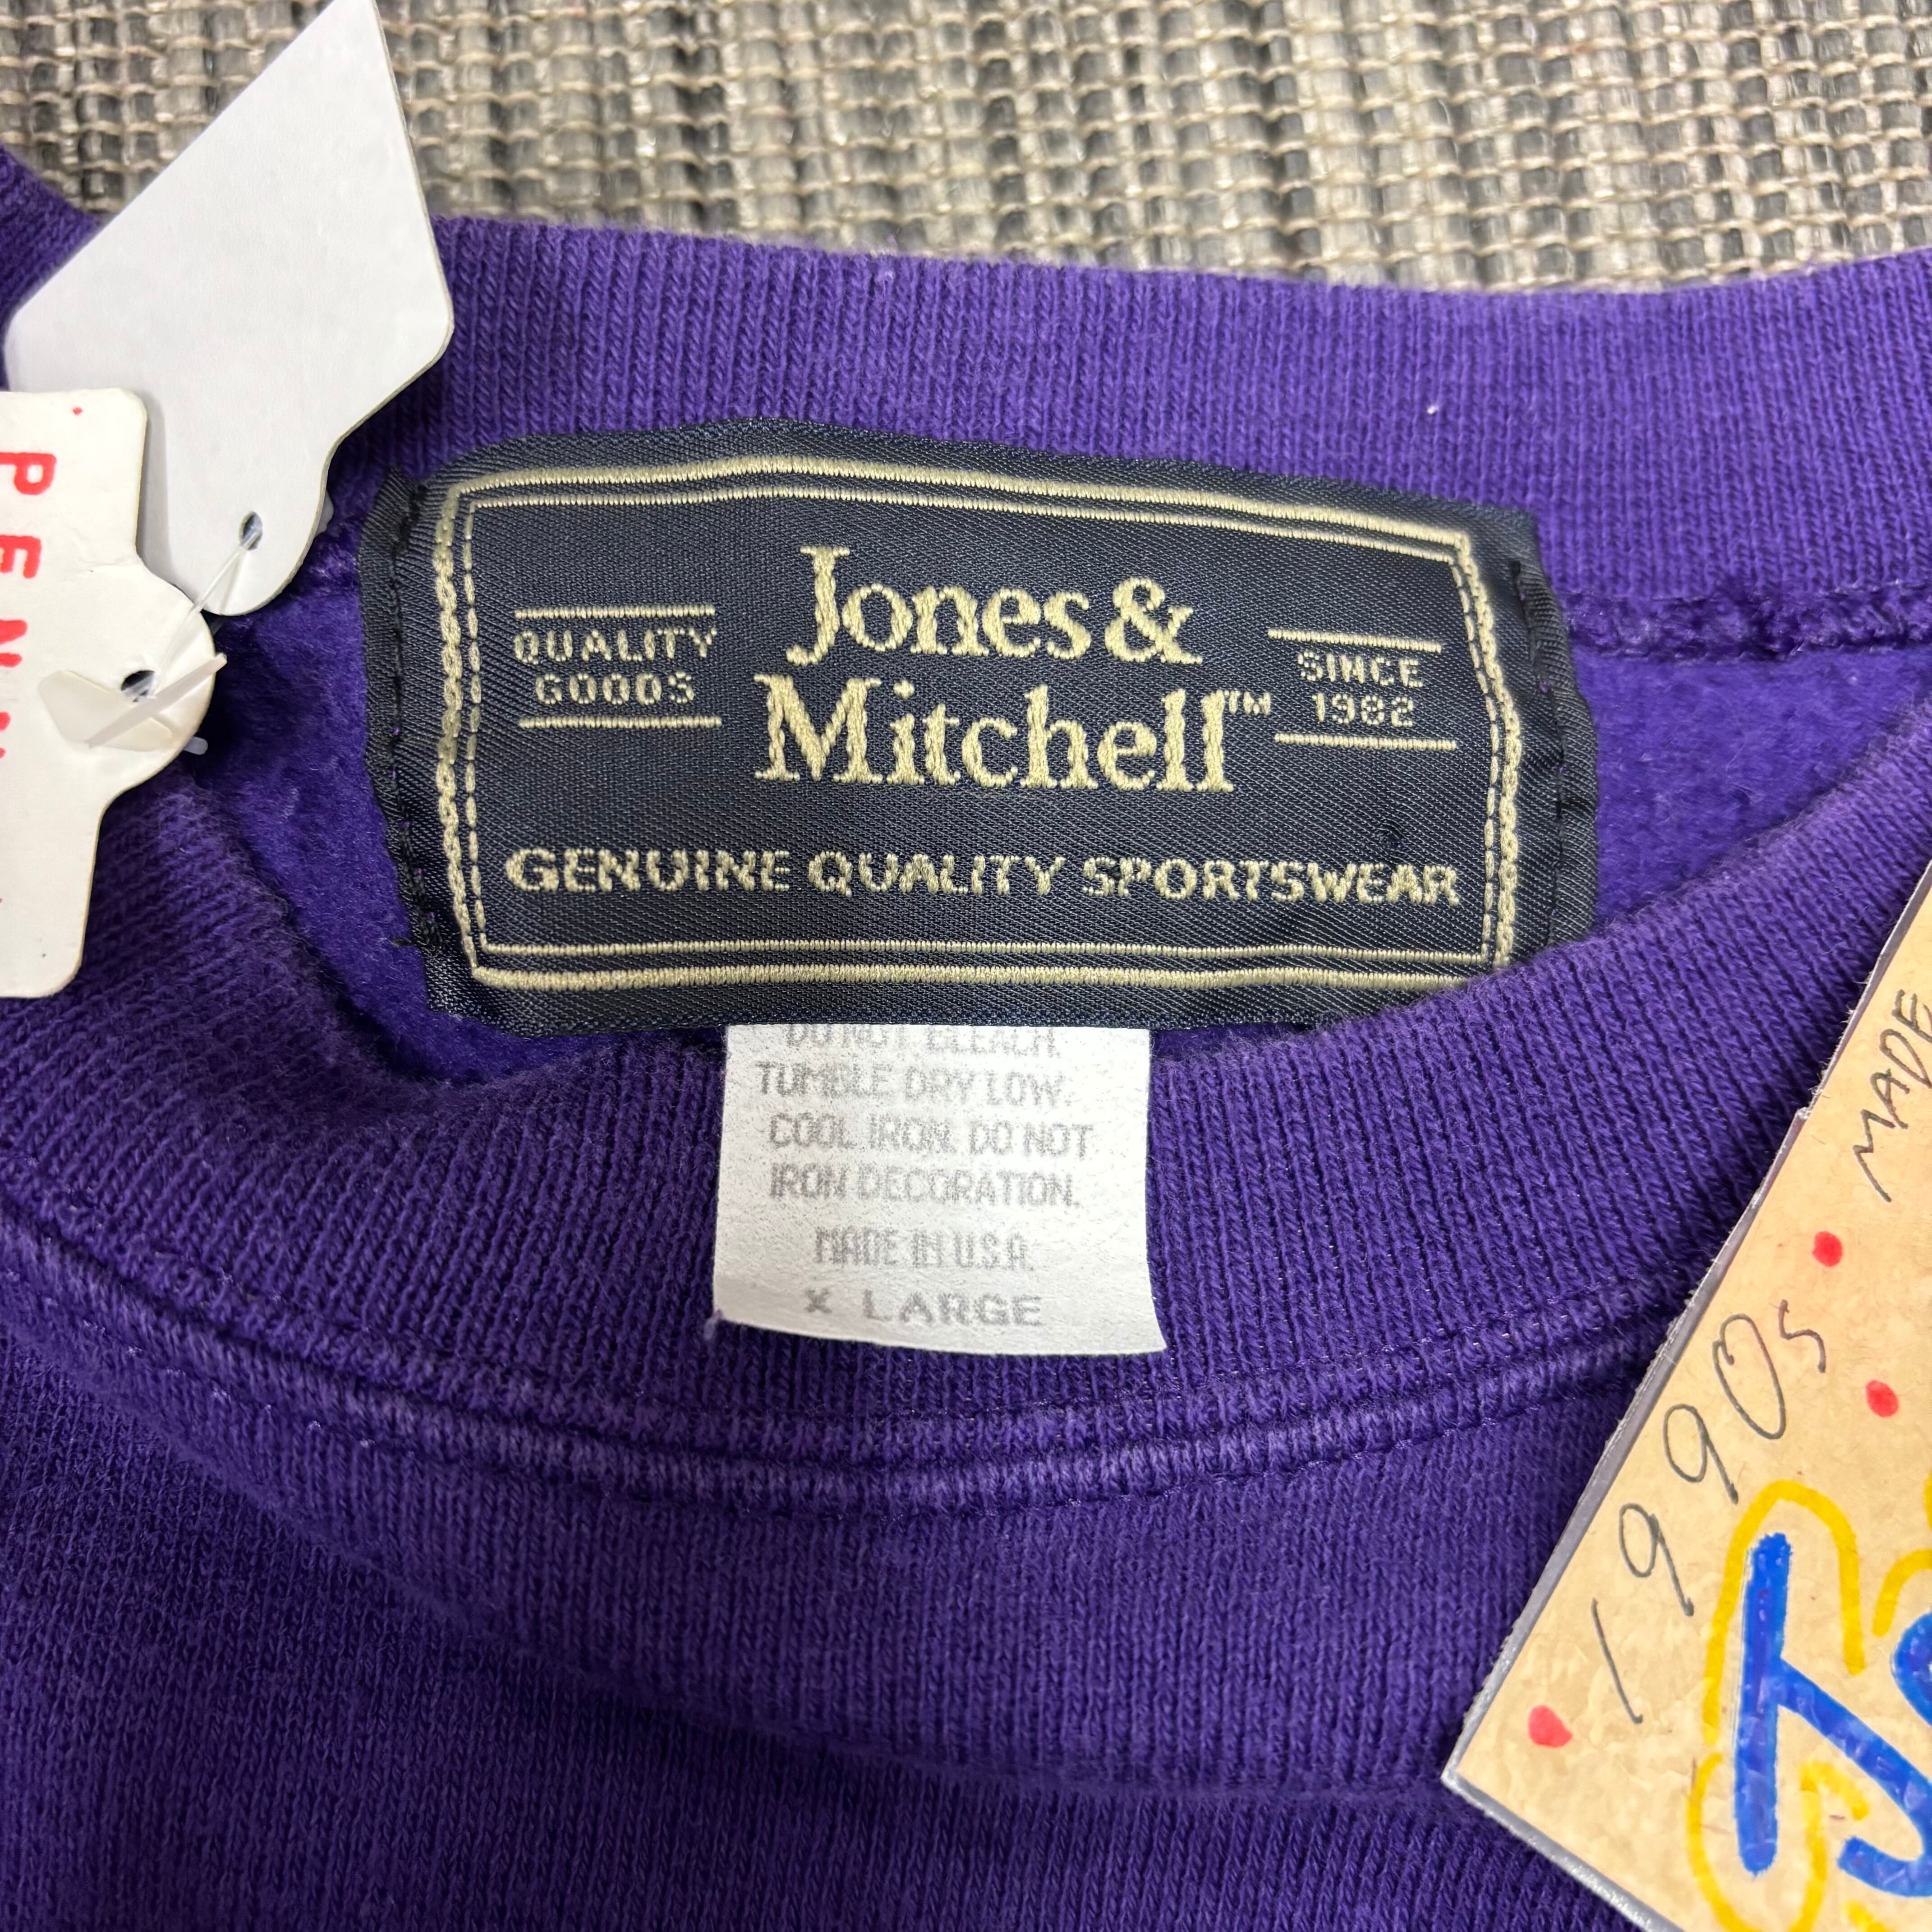 QUALITY
GOODS
Jones &
Mitchell™
SINCE
1982
GENUINE QUALITY SPORTSWEAR
DO NOT BLEACH.
TUMBLE DRY LOW.
COOL IRON. DO NOT
IRON DECORATION.
MADE IN U.S.A.
X LARGE
MADE
1990s